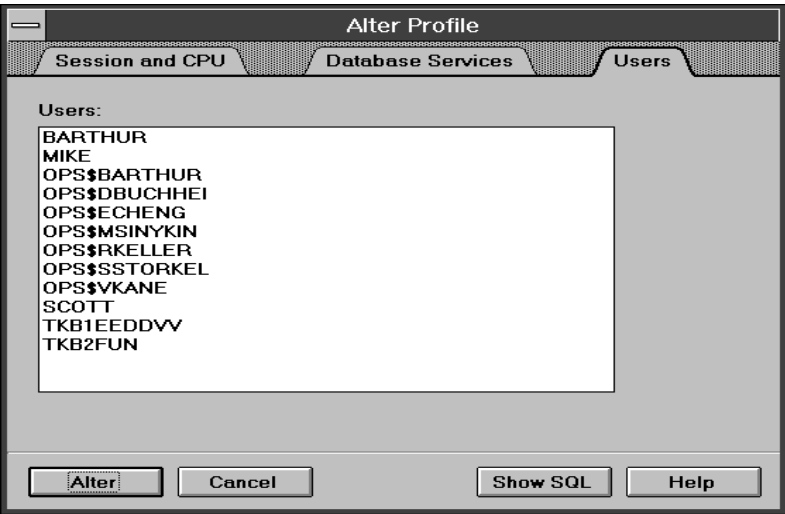 Alter Profile
Session and CPU Database Services Users
Users:
BARTHUR
MIKE
OPS$BARTHUR
OPS$DBUCHHEI
OPS$ECHENG
OPS$MSINYKIN
OPS$RKELLER
OPS$SSTORKEL
OPS$VKANE
SCOTT
TKB1EEDDVV
TKB2FUN
Alter Cancel Show SQL Help